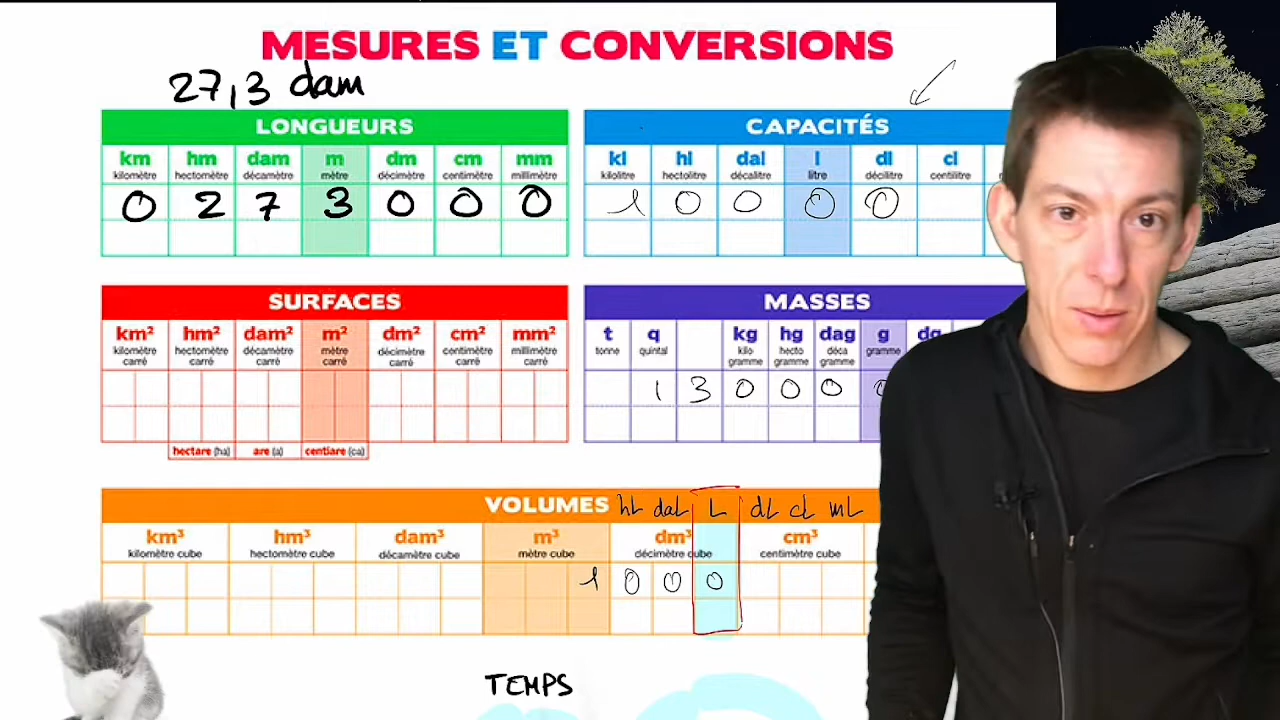 MESURES ET CONVERSIONS
27,3 dam
LONGUEURS
km hm dam m dm cm mm
kilomètre hectomètre décamètre mètre décimètre centimètre millimètre
0 2 7 3 0 0 0
CAPACITÉS
kl hl dal l dl cl
kilolitre hectolitre décalitre litre décilitre centilitre
1 0 0 0 0
SURFACES
km² hm² dam² m² dm² cm² mm²
kilomètre carré hectomètre carré décamètre carré mètre carré décimètre carré centimètre carré millimètre carré
hectare (ha) are (a) centiare (ca)
MASSES
t q kg hg dag g
tonne quintal kilo gramme hecto gramme déca gramme gramme
1 3 0 0 0
VOLUMES hL daL L dL cL mL
km³ hm³ dam³ m³ dm³ cm³
kilomètre cube hectomètre cube décamètre cube mètre cube décimètre cube centimètre cube
1 0 0 0
TEMPS